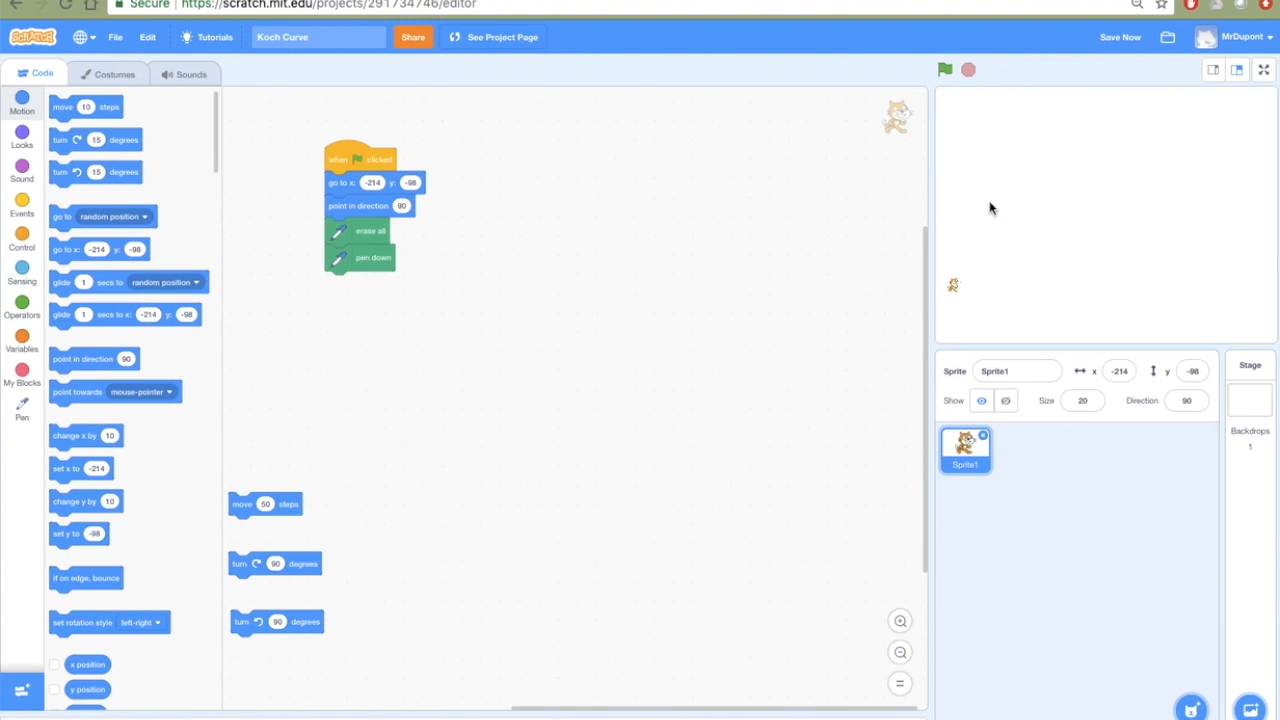 Secure https://scratch.mit.edu/projects/291734746/editor
SCRATCH File Edit Tutorials Koch Curve Share See Project Page Save Now MrDupont
Code Costumes Sounds
Motion
Looks
Sound
Events
Control
Sensing
Operators
Variables
My Blocks
Pen
move 10 steps
turn 15 degrees
turn 15 degrees
go to random position
go to x: -214 y: -98
glide 1 secs to random position
glide 1 secs to x: -214 y: -98
point in direction 90
point towards mouse-pointer
change x by 10
set x to -214
change y by 10
set y to -98
if on edge, bounce
set rotation style left-right
x position
y position
when clicked
go to x: -214 y: -98
point in direction 90
erase all
pen down
move 50 steps
turn 90 degrees
turn 90 degrees
Sprite Sprite1 x -214 y -98
Show Size 20 Direction 90
Sprite1
Stage
Backdrops
1